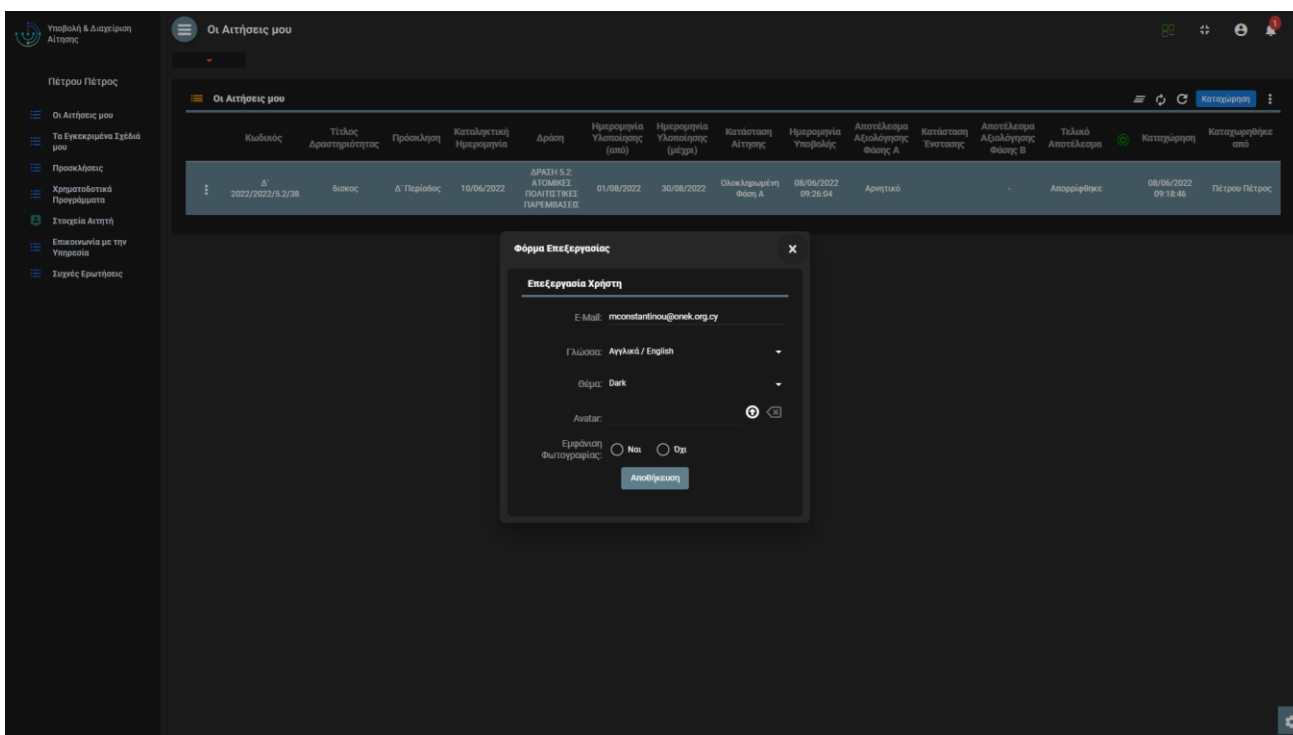 Υποβολή & Διαχείριση
Αίτησης
Οι Αιτήσεις μου
1
Πέτρου Πέτρος
Οι Αιτήσεις μου
Τα Εγκεκριμένα Σχέδιά
μου
Προσκλήσεις
Χρηματοδοτικά
Προγράμματα
Στοιχεία Αιτητή
Επικοινωνία με την
Υπηρεσία
Συχνές Ερωτήσεις
Οι Αιτήσεις μου
Καταχώρηση
Κωδικός
Τίτλος
Δραστηριότητας
Πρόσκληση
Καταληκτική
Ημερομηνία
Δράση
Ημερομηνία
Υλοποίησης
(από)
Ημερομηνία
Υλοποίησης
(μέχρι)
Κατάσταση
Αίτησης
Ημερομηνία
Υποβολής
Αποτέλεσμα
Αξιολόγησης
Φάσης Α
Κατάσταση
Ένστασης
Αποτέλεσμα
Αξιολόγησης
Φάσης Β
Τελικό
Αποτέλεσμα
Καταχώρηση
Καταχωρηθήκε
από
Δ΄
2022/2022/5.2/38
δισκος
Δ΄ Περίοδος
10/06/2022
ΔΡΑΣΗ 5.2:
ΑΤΟΜΙΚΕΣ
ΠΟΛΙΤΙΣΤΙΚΕΣ
ΠΑΡΕΜΒΑΣΕΙΣ
01/08/2022
30/08/2022
Ολοκληρωμένη
Φάση Α
08/06/2022
09:26:04
Αρνητικό
-
Απορρίφθηκε
08/06/2022
09:18:46
Πέτρου Πέτρος
Φόρμα Επεξεργασίας
Επεξεργασία Χρήστη
E-Mail: mconstantinou@onek.org.cy
Γλώσσα: Αγγλικά / English
Θέμα: Dark
Avatar:
Εμφάνιση
Φωτογραφίας:
Ναι
Όχι
Αποθήκευση